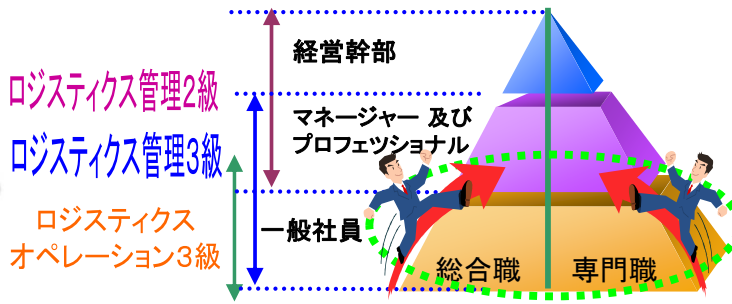 ロジスティクス管理2級
ロジスティクス管理3級
ロジスティクス
オペレーション3級
経営幹部
マネージャー 及び
プロフェツショナル
一般社員
総合職
専門職